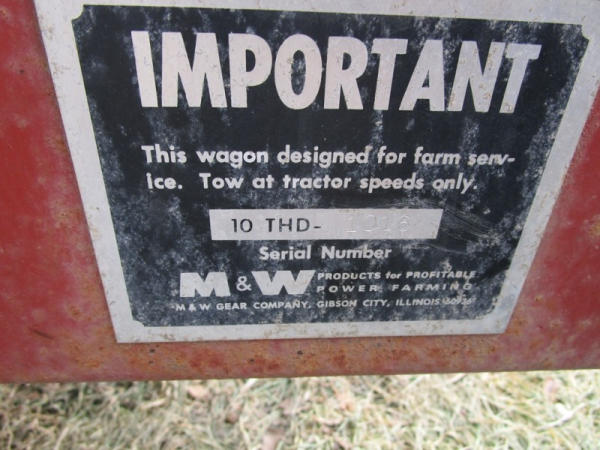 IMPORTANT
This wagon designed for farm serv-
ice. Tow at tractor speeds only.
10 THD-
Serial Number
M & W PRODUCTS for PROFITABLE
POWER FARMING
M & W GEAR COMPANY, GIBSON CITY, ILLINOIS 60936